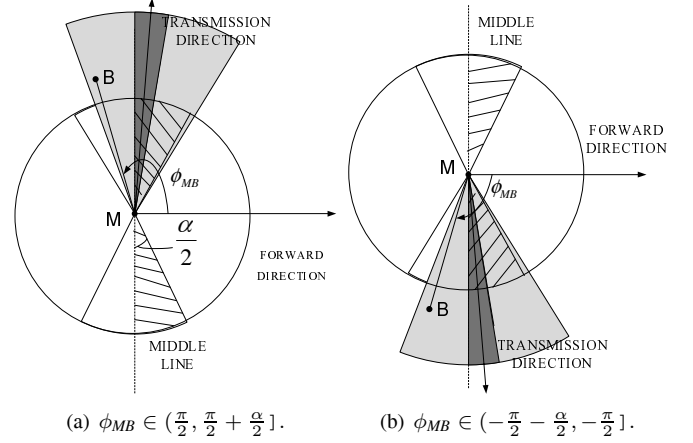 TRANSMISSION
DIRECTION
B
ϕ_MB
M
α/2
FORWARD
DIRECTION
MIDDLE
LINE
(a) ϕ_MB ∈ (π/2, π/2 + α/2].
MIDDLE
LINE
FORWARD
DIRECTION
M
ϕ_MB
B
TRANSMISSION
DIRECTION
(b) ϕ_MB ∈ (−π/2 − α/2, −π/2].